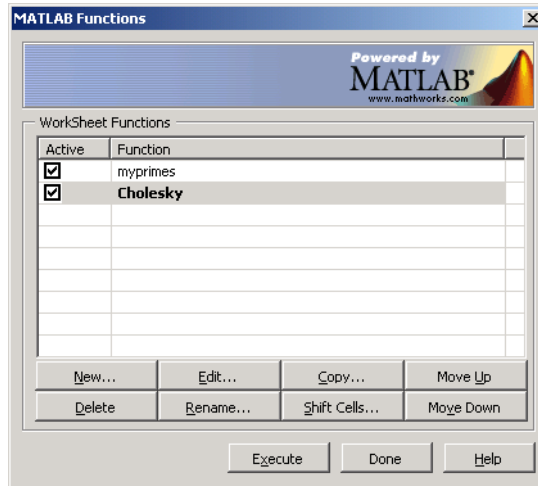 MATLAB Functions
Powered by
MATLAB®
www.mathworks.com
WorkSheet Functions
Active Function
myprimes
Cholesky
New... Edit... Copy... Move Up
Delete Rename... Shift Cells... Move Down
Execute Done Help